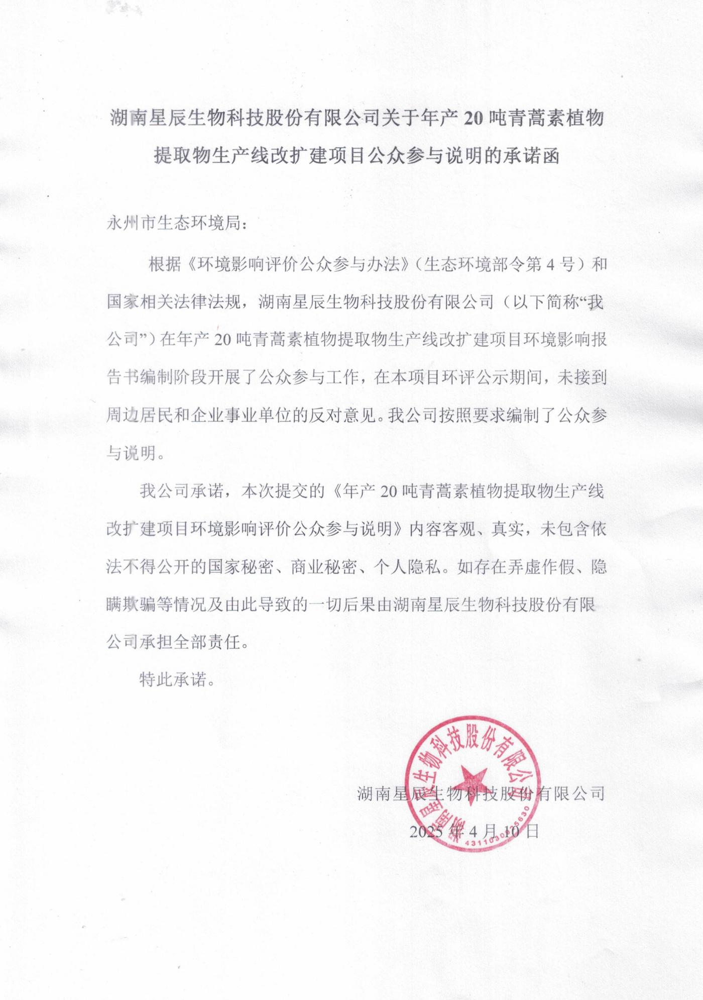 湖南星辰生物科技股份有限公司关于年产 20 吨青蒿素植物
提取物生产线改扩建项目公众参与说明的承诺函
永州市生态环境局：
根据《环境影响评价公众参与办法》（生态环境部令第 4 号）和
国家相关法律法规，湖南星辰生物科技股份有限公司（以下简称“我
公司”）在年产 20 吨青蒿素植物提取物生产线改扩建项目环境影响报
告书编制阶段开展了公众参与工作，在本项目环评公示期间，未接到
周边居民和企业事业单位的反对意见。我公司按照要求编制了公众参
与说明。
我公司承诺，本次提交的《年产 20 吨青蒿素植物提取物生产线
改扩建项目环境影响评价公众参与说明》内容客观、真实，未包含依
法不得公开的国家秘密、商业秘密、个人隐私。如存在弄虚作假、隐
瞒欺骗等情况及由此导致的一切后果由湖南星辰生物科技股份有限
公司承担全部责任。
特此承诺。
湖南星辰生物科技股份有限公司
湖南星辰生物科技股份有限公司
2025 年 4 月 10 日